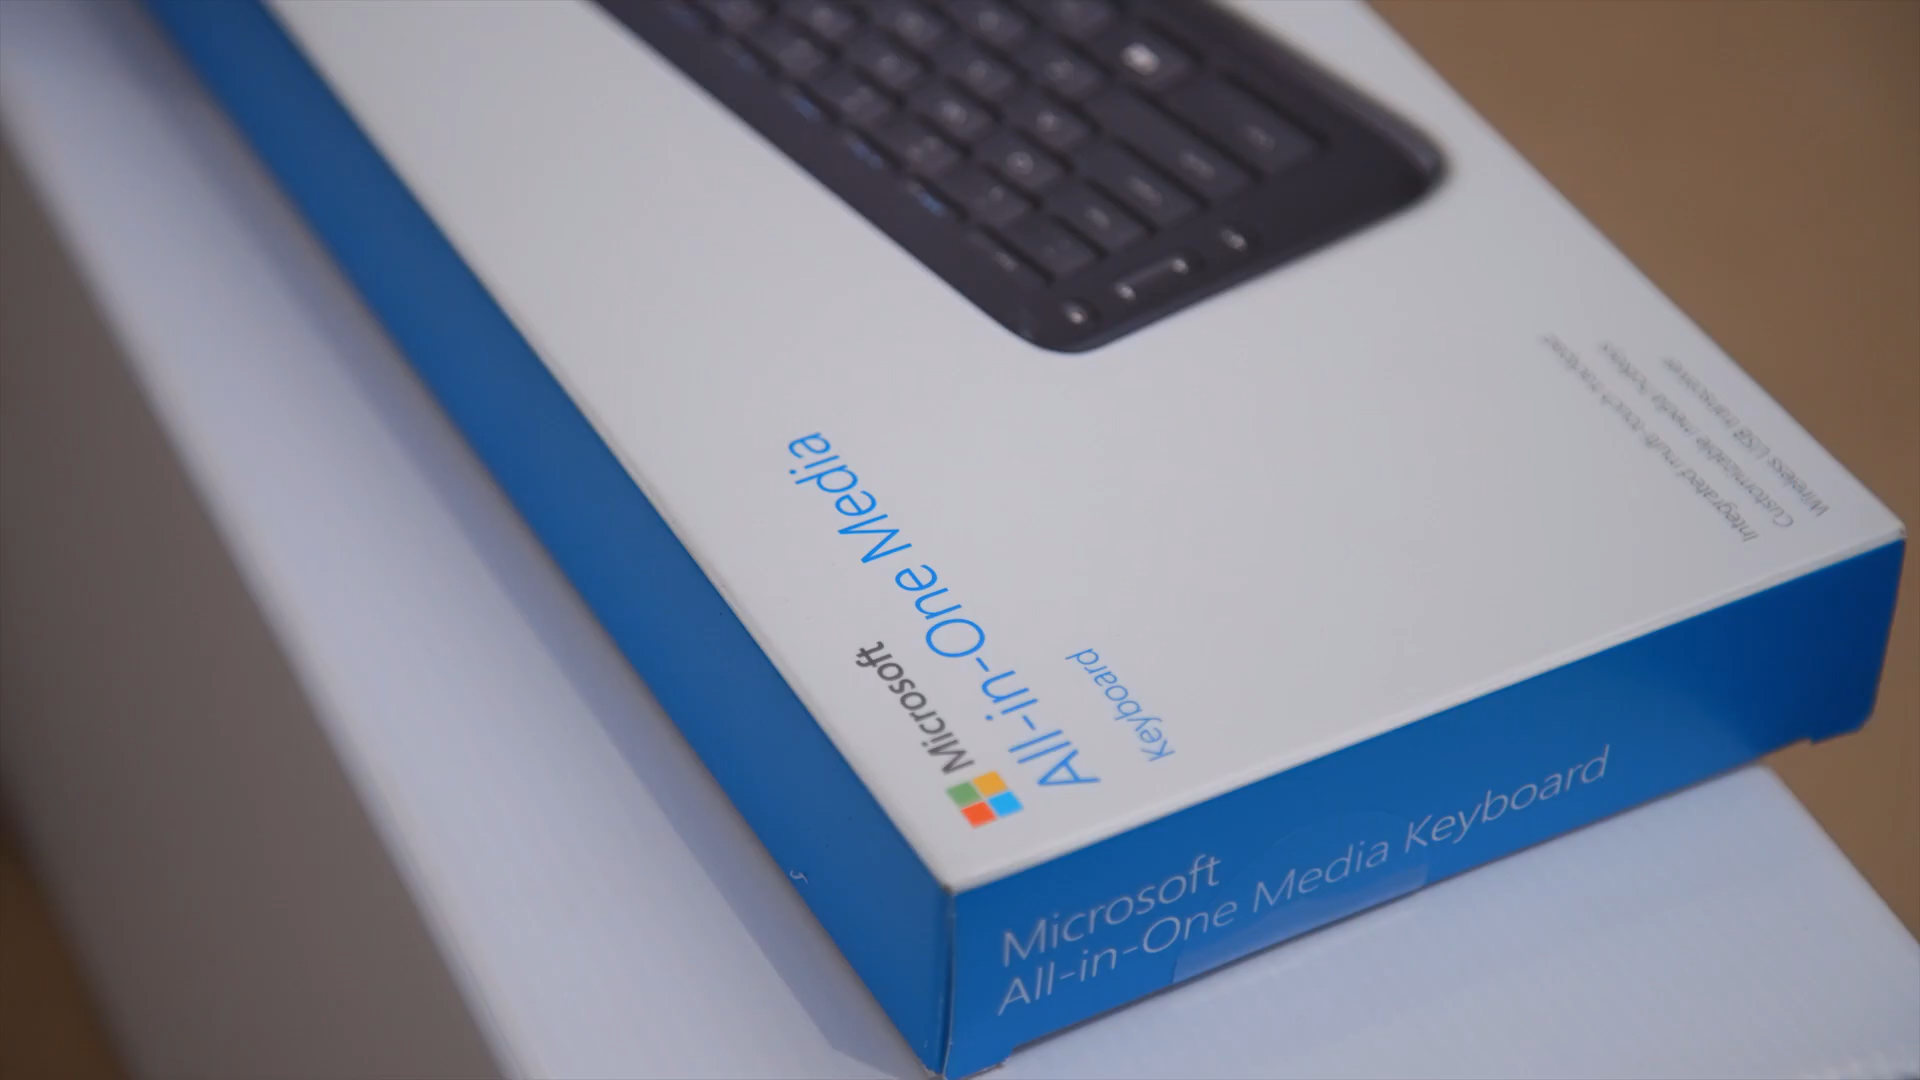 Microsoft
All-in-One Media
Keyboard
Integrated multi-touch trackpad
Customizable media hotkeys
Wireless USB transceiver
Microsoft
All-in-One Media Keyboard